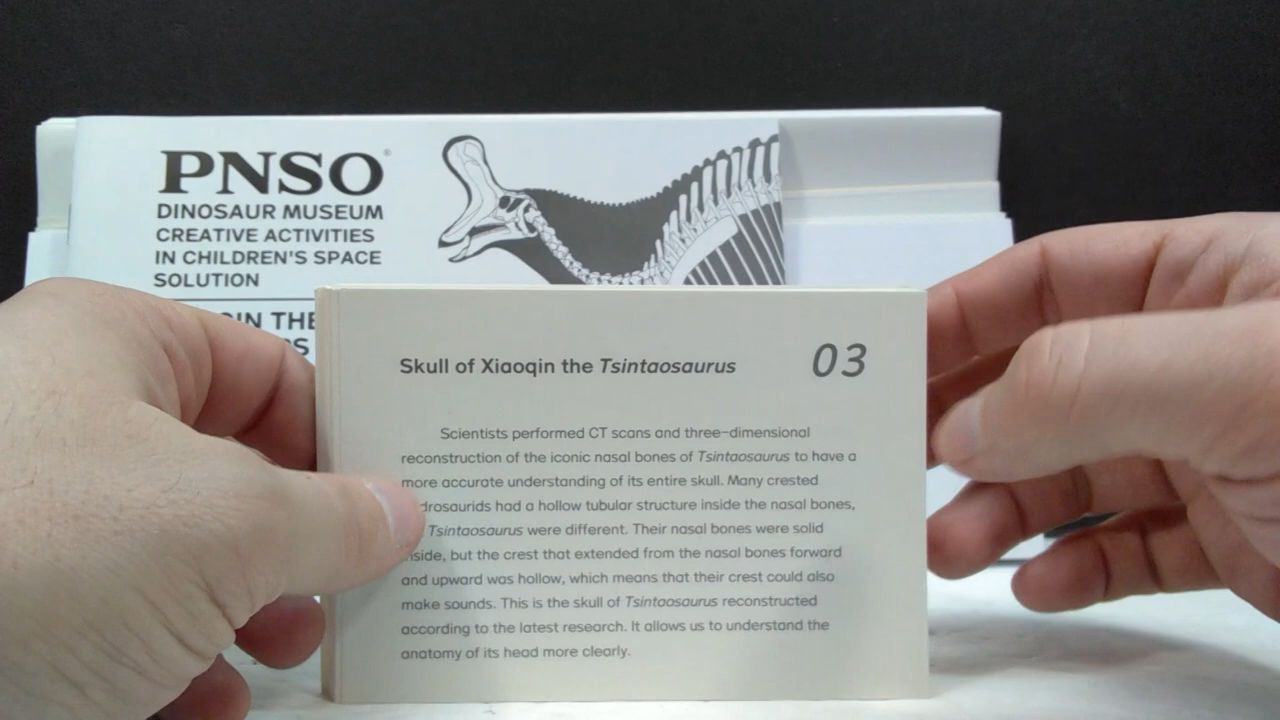 PNSO®
DINOSAUR MUSEUM
CREATIVE ACTIVITIES
IN CHILDREN'S SPACE
SOLUTION
THE
Skull of Xiaoqin the Tsintaosaurus
03
Scientists performed CT scans and three-dimensional
reconstruction of the iconic nasal bones of Tsintaosaurus to have a
more accurate understanding of its entire skull. Many crested
had a hollow tubular structure inside the nasal bones,
Tsintaosaurus were different. Their nasal bones were solid
but the crest that extended from the nasal bones forward
and upward was hollow, which means that their crest could also
make sounds. This is the skull of Tsintaosaurus reconstructed
according to the latest research. It allows us to understand the
anatomy of its head more clearly.